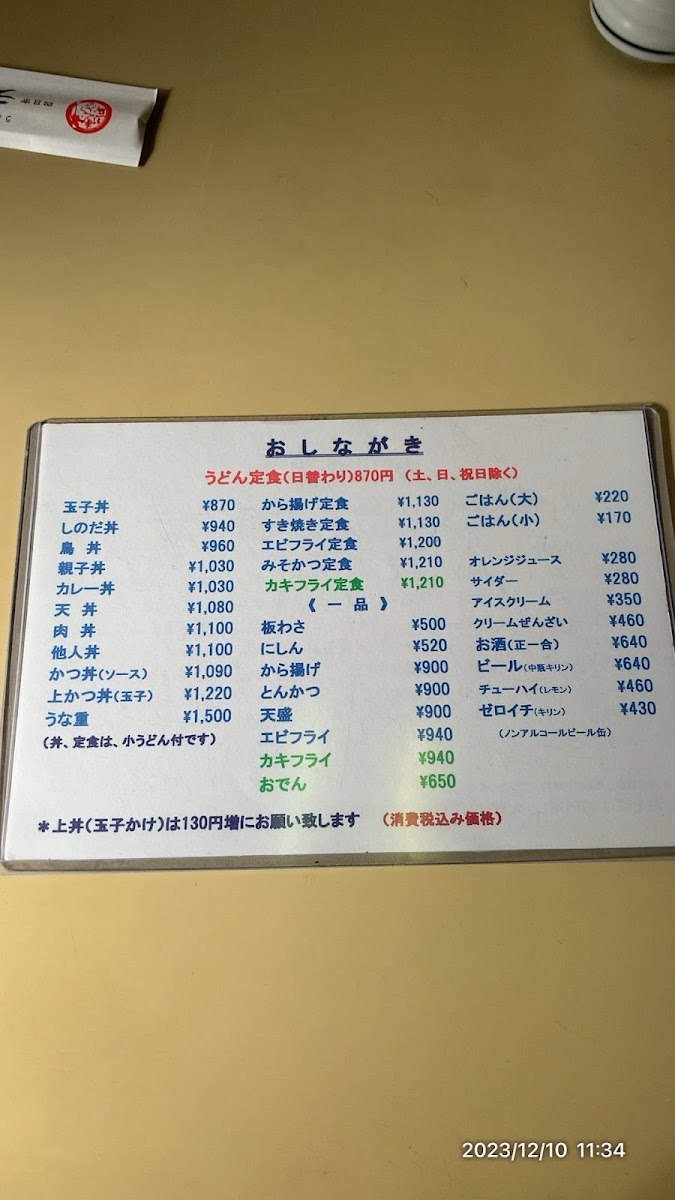 四日市
おしながき
うどん定食(日替わり)870円 (土、日、祝日除く)
玉子丼 ¥870
しのだ丼 ¥940
鳥 丼 ¥960
親子丼 ¥1,030
カレー丼 ¥1,030
天 丼 ¥1,080
肉 丼 ¥1,100
他人丼 ¥1,100
かつ丼(ソース) ¥1,090
上かつ丼(玉子) ¥1,220
うな重 ¥1,500
(丼、定食は、小うどん付です)
から揚げ定食 ¥1,130
すき焼き定食 ¥1,130
エビフライ定食 ¥1,200
みそかつ定食 ¥1,210
カキフライ定食 ¥1,210
《 一 品 》
板わさ ¥500
にしん ¥520
から揚げ ¥900
とんかつ ¥900
天盛 ¥900
エビフライ ¥940
カキフライ ¥940
おでん ¥650
ごはん(大) ¥220
ごはん(小) ¥170
オレンジジュース ¥280
サイダー ¥280
アイスクリーム ¥350
クリームぜんざい ¥460
お酒(正一合) ¥640
ビール(中瓶キリン) ¥640
チューハイ(レモン) ¥460
ゼロイチ(キリン) ¥430
(ノンアルコールビール缶)
*上丼(玉子かけ)は130円増にお願い致します (消費税込み価格)
2023/12/10 11:34